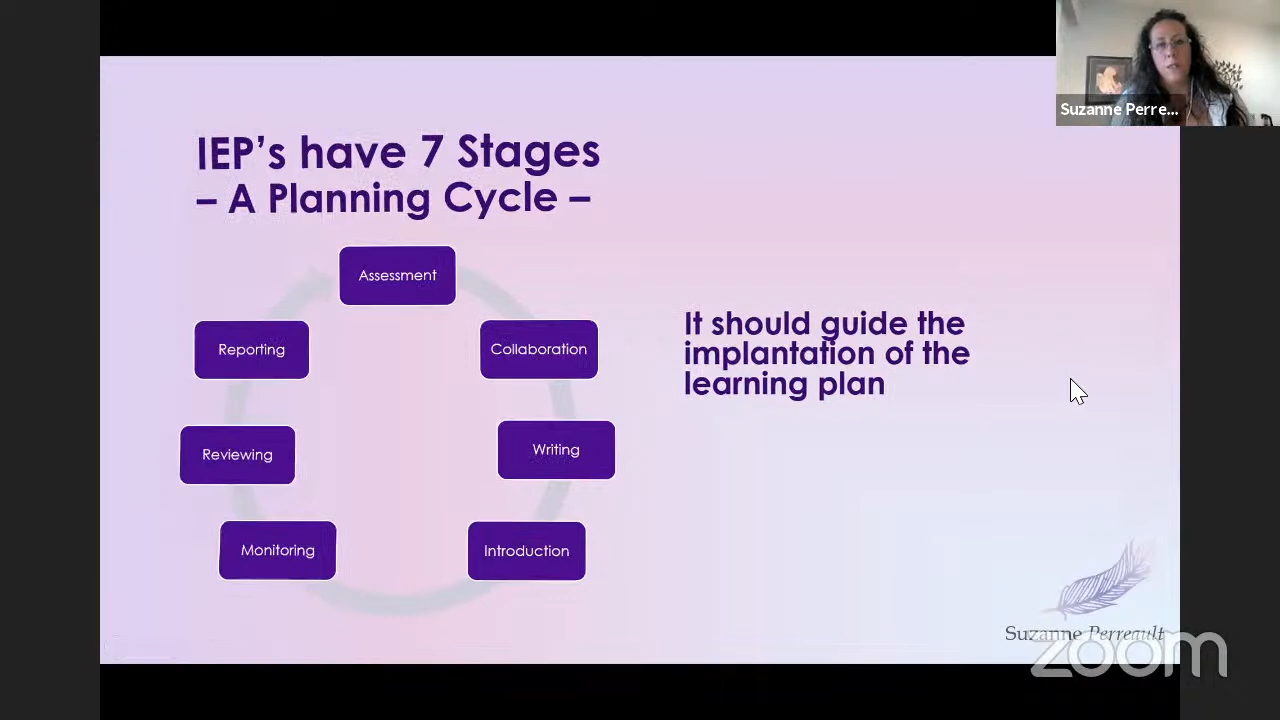 Suzanne Perre...
IEP's have 7 Stages
– A Planning Cycle –
Assessment
Collaboration
Writing
Introduction
Monitoring
Reviewing
Reporting
It should guide the
implantation of the
learning plan
Suzanne Perreault
zoom